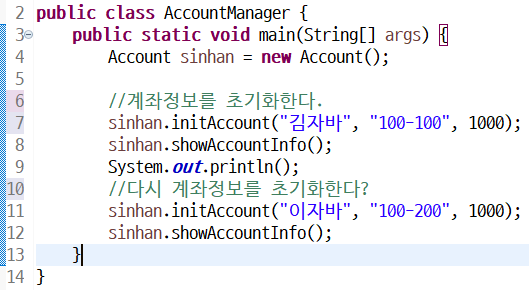 2 public class AccountManager {
3 public static void main(String[] args) {
4 Account sinhan = new Account();
5
6 //계좌정보를 초기화한다.
7 sinhan.initAccount("김자바", "100-100", 1000);
8 sinhan.showAccountInfo();
9 System.out.println();
10 //다시 계좌정보를 초기화한다?
11 sinhan.initAccount("이자바", "100-200", 1000);
12 sinhan.showAccountInfo();
13 }
14 }